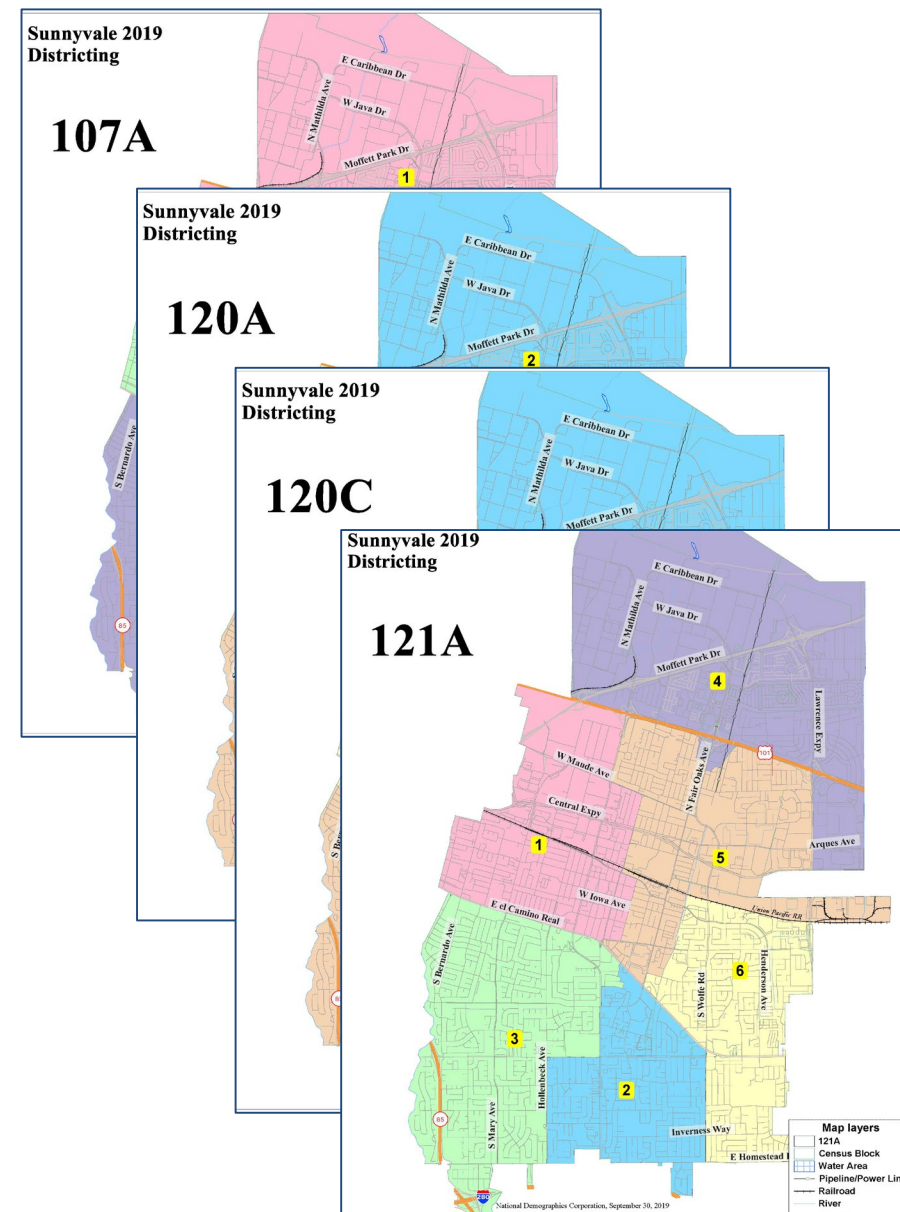 Sunnyvale 2019
Districting
107A
E Caribbean Dr
N Mathilda Ave
W Java Dr
Moffett Park Dr
1
S Bernardo Ave
85
Sunnyvale 2019
Districting
120A
E Caribbean Dr
N Mathilda Ave
W Java Dr
Moffett Park Dr
2
Sunnyvale 2019
Districting
120C
E Caribbean Dr
N Mathilda Ave
W Java Dr
Moffett Park Dr
Sunnyvale 2019
Districting
121A
E Caribbean Dr
N Mathilda Ave
W Java Dr
Moffett Park Dr
4
Lawrence Expy
101
W Maude Ave
N Fair Oaks Ave
Central Expy
1
5
Arques Ave
W Iowa Ave
Union Pacific RR
E el Camino Real
S Bernardo Ave
6
S Wolfe Rd
Henderson Ave
3
Hollenbeck Ave
2
85
S Mary Ave
Inverness Way
E Homestead
280
National Demographics Corporation, September 30, 2019
Map layers
121A
Census Block
Water Area
Pipeline/Power Lin
Railroad
River